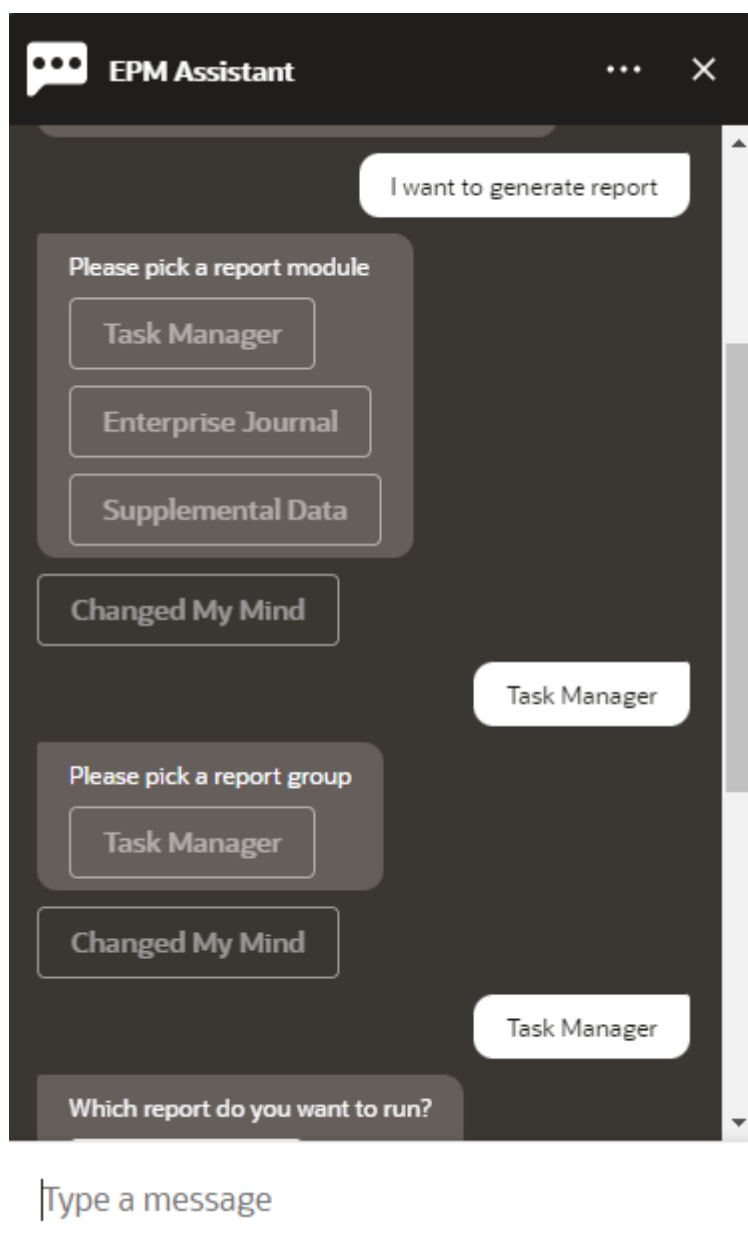 EPM Assistant
I want to generate report
Please pick a report module
Task Manager
Enterprise Journal
Supplemental Data
Changed My Mind
Task Manager
Please pick a report group
Task Manager
Changed My Mind
Task Manager
Which report do you want to run?
Type a message